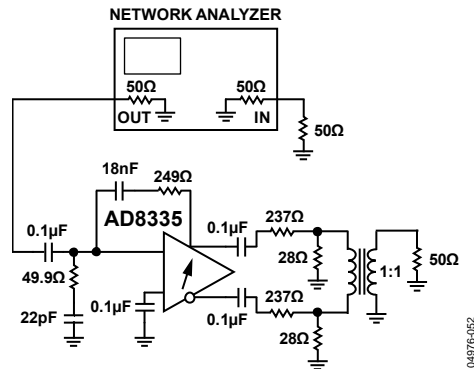 NETWORK ANALYZER
50Ω
50Ω
OUT
IN
50Ω
18nF
249Ω
AD8335
0.1µF
0.1µF
237Ω
49.9Ω
28Ω
1:1
50Ω
22pF
0.1µF
0.1µF
237Ω
28Ω
04976-052